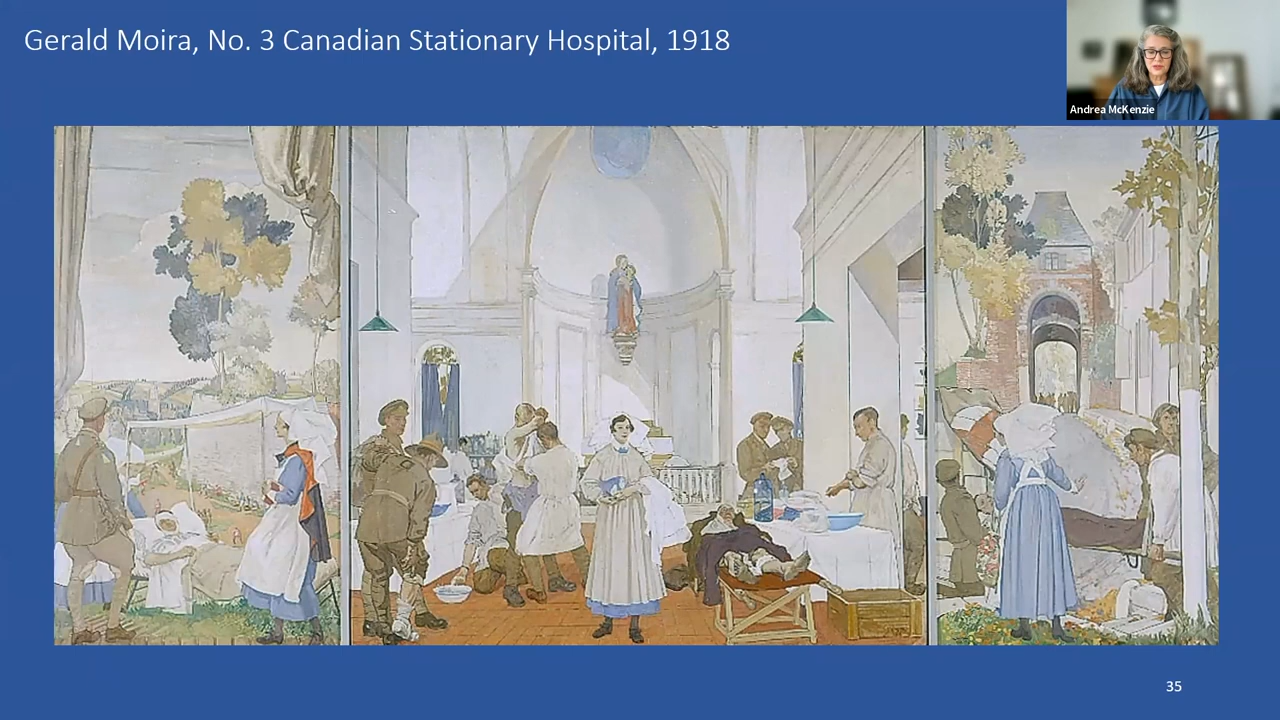 Gerald Moira, No. 3 Canadian Stationary Hospital, 1918
Andrea McKenzie
35